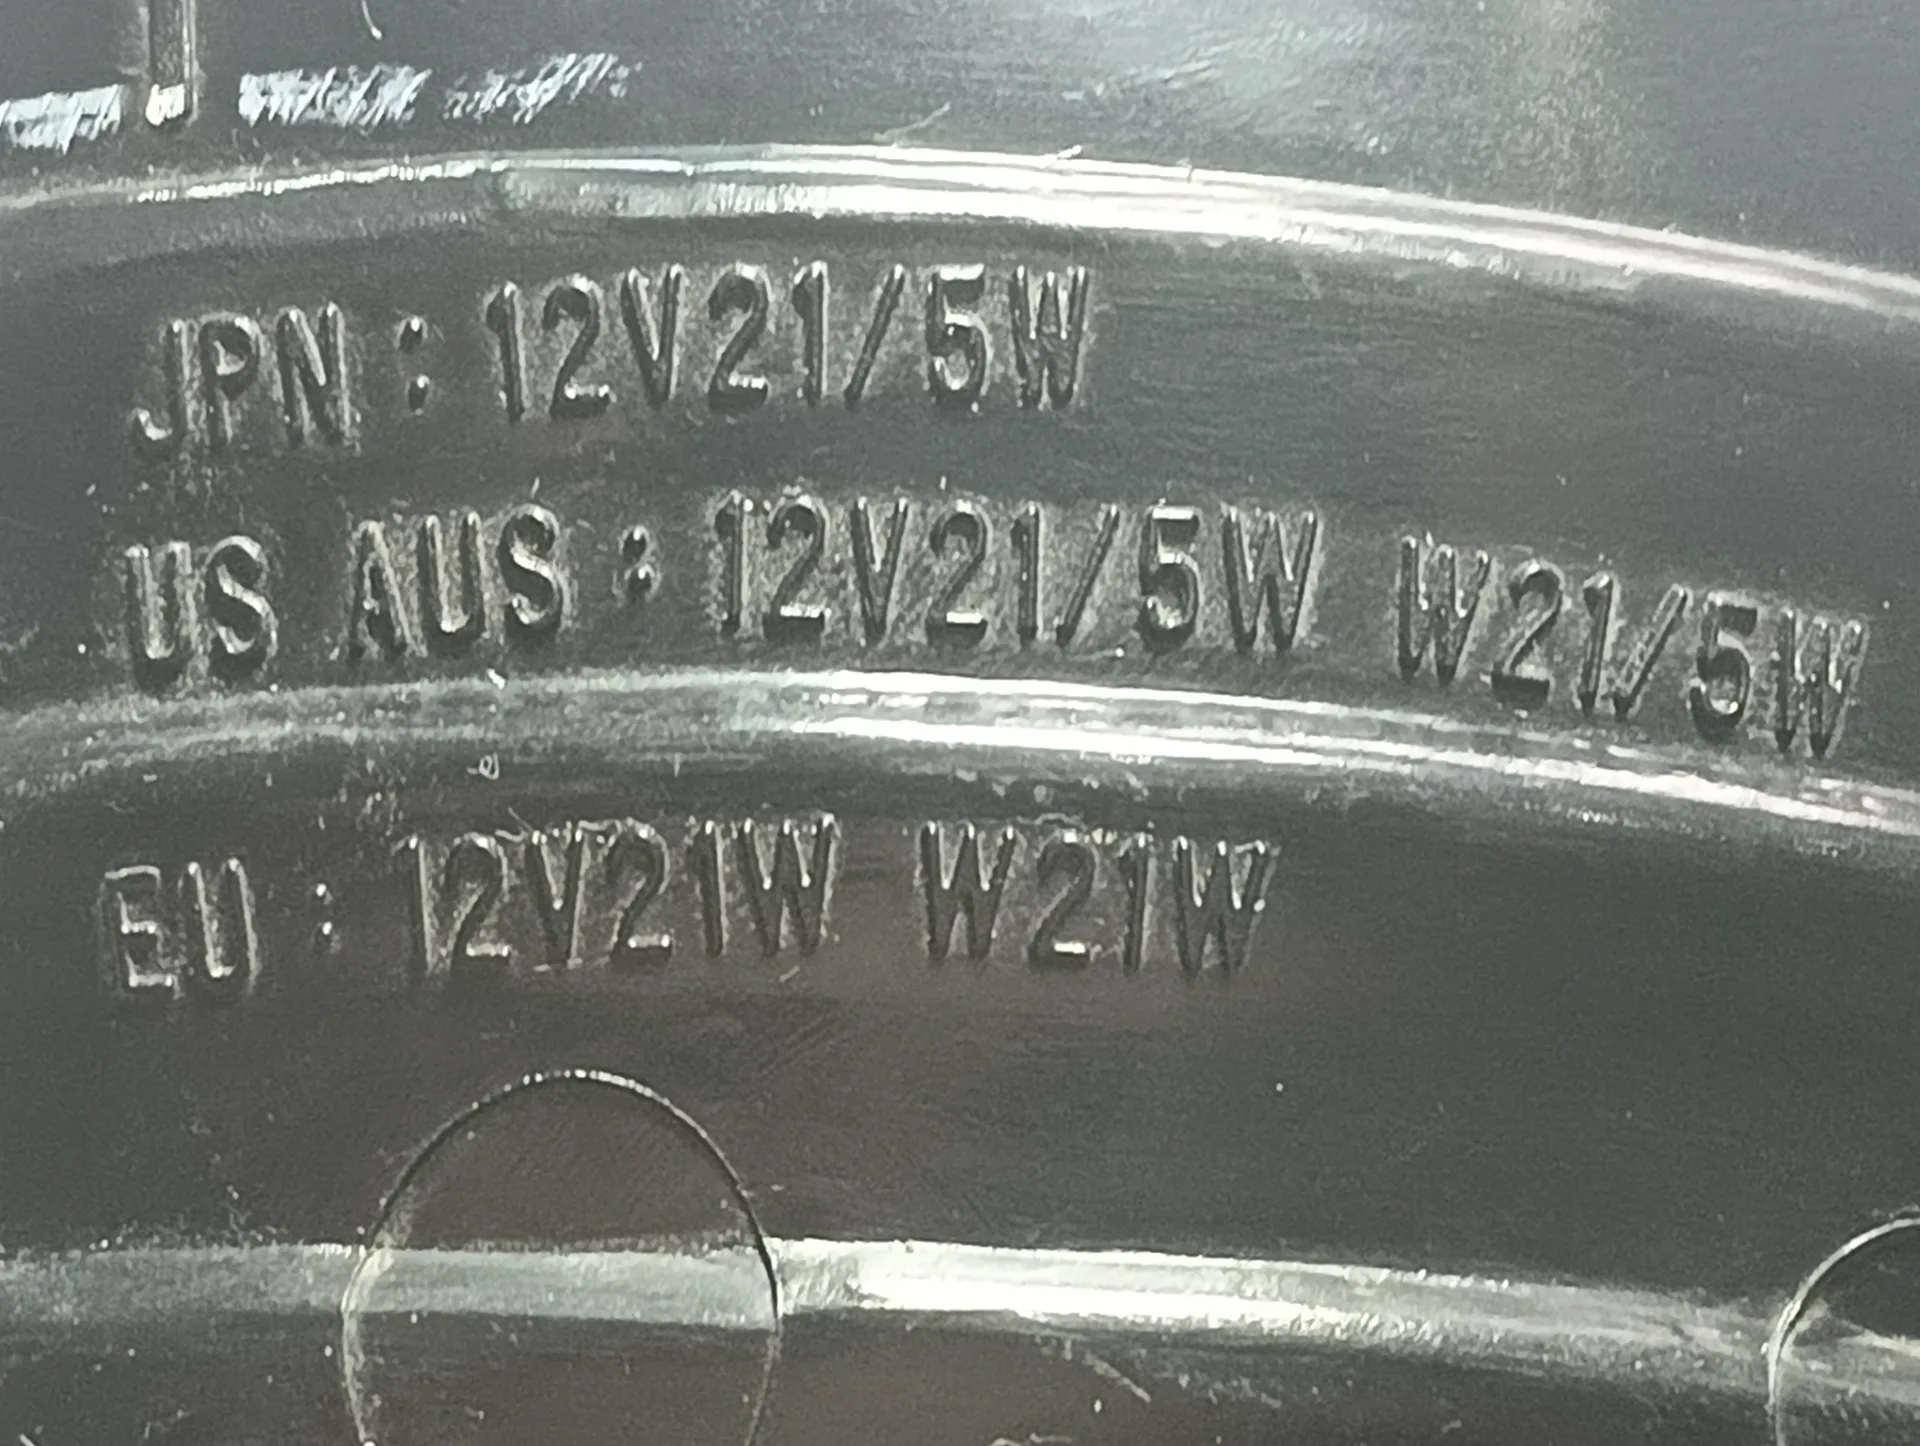 JPN : 12V21/5W
US AUS : 12V21/5W W21/5W
EU : 12V21W W21W